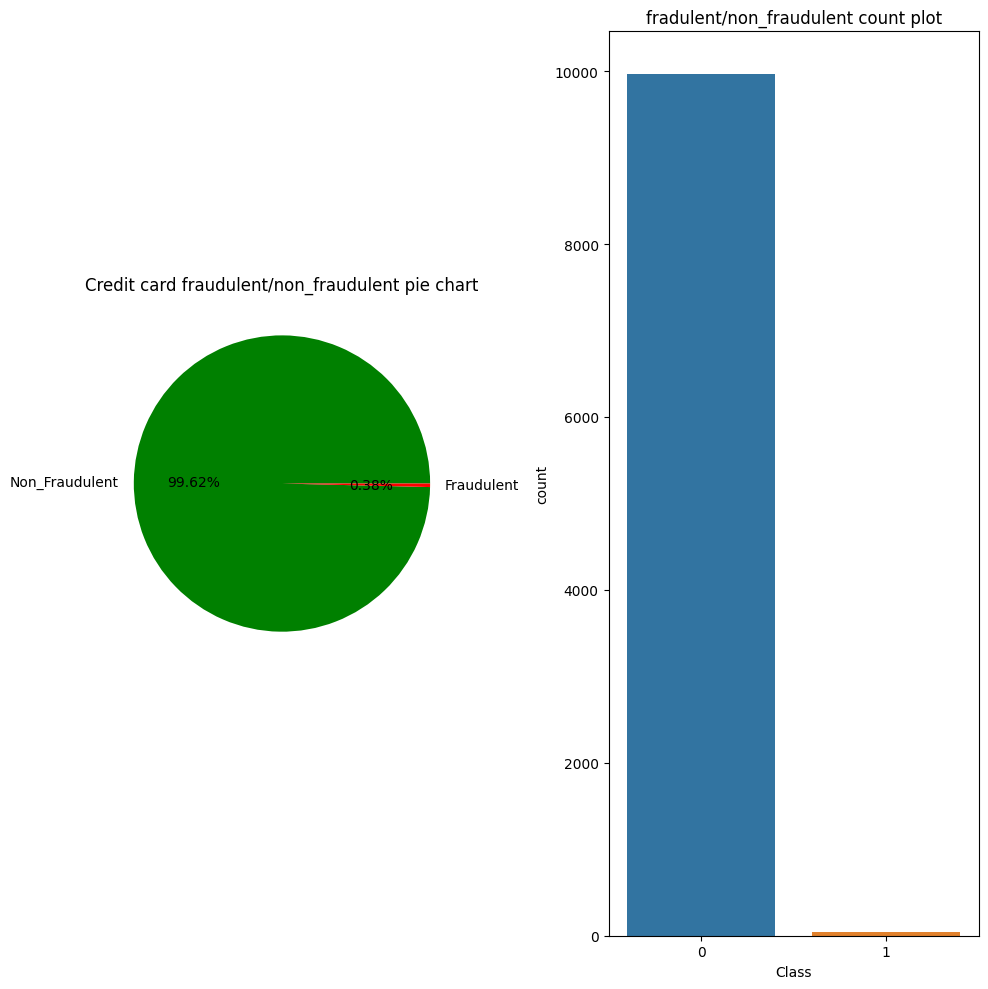 Credit card fraudulent/non_fraudulent pie chart
Non_Fraudulent
99.62%
0.38%
Fraudulent
fradulent/non_fraudulent count plot
10000
8000
6000
4000
2000
0
count
0
1
Class